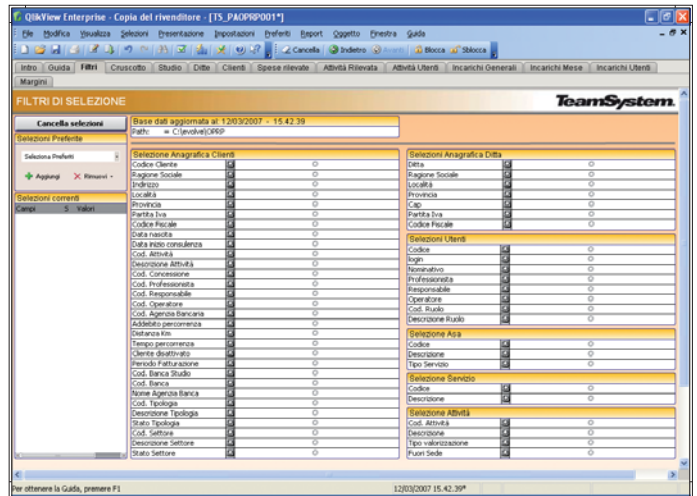 QlikView Enterprise - Copia del rivenditore - [TS_PAOPRP001*]
File Modifica Visualizza Selezioni Presentazione Impostazioni Preferiti Report Oggetto Finestra Guida
Cancella Indietro Avanti Blocca Sblocca
Intro Guida Filtri Cruscotto Studio Ditte Clienti Spese rilevate Attività Rilevata Attività Utenti Incarichi Generali Incarichi Mese Incarichi Utenti
Margini
FILTRI DI SELEZIONE
TeamSystem.
Cancella selezioni
Selezioni Preferite
Seleziona Preferiti
Aggiungi Rimuovi
Selezioni correnti
Campi S Valori
Base dati aggiornata al: 12/03/2007 - 15.42.39
Path: = C:\evolve\OPRP
Selezione Anagrafica Clienti
Codice Cliente
Ragione Sociale
Indirizzo
Località
Provincia
Partita Iva
Codice Fiscale
Data nascita
Data inizio consulenza
Cod. Attività
Descrizione Attività
Cod. Concessione
Cod. Professionista
Cod. Responsabile
Cod. Operatore
Cod. Agenzia Bancaria
Addebito percorrenza
Distanza Km
Tempo percorrenza
Cliente disattivato
Periodo Fatturazione
Cod. Banca Studio
Cod. Banca
Nome Agenzia Banca
Cod. Tipologia
Descrizione Tipologia
Stato Tipologia
Cod. Settore
Descrizione Settore
Stato Settore
Selezioni Anagrafica Ditta
Ditta
Ragione Sociale
Località
Provincia
Cap
Partita Iva
Codice Fiscale
Selezioni Utenti
Codice
login
Nominativo
Professionista
Responsabile
Operatore
Cod. Ruolo
Descrizione Ruolo
Selezione Asa
Codice
Descrizione
Tipo Servizio
Selezione Servizio
Codice
Descrizione
Selezione Attività
Cod. Attività
Descrizione
Tipo valorizzazione
Fuori Sede
Per ottenere la Guida, premere F1
12/03/2007 15.42.39*